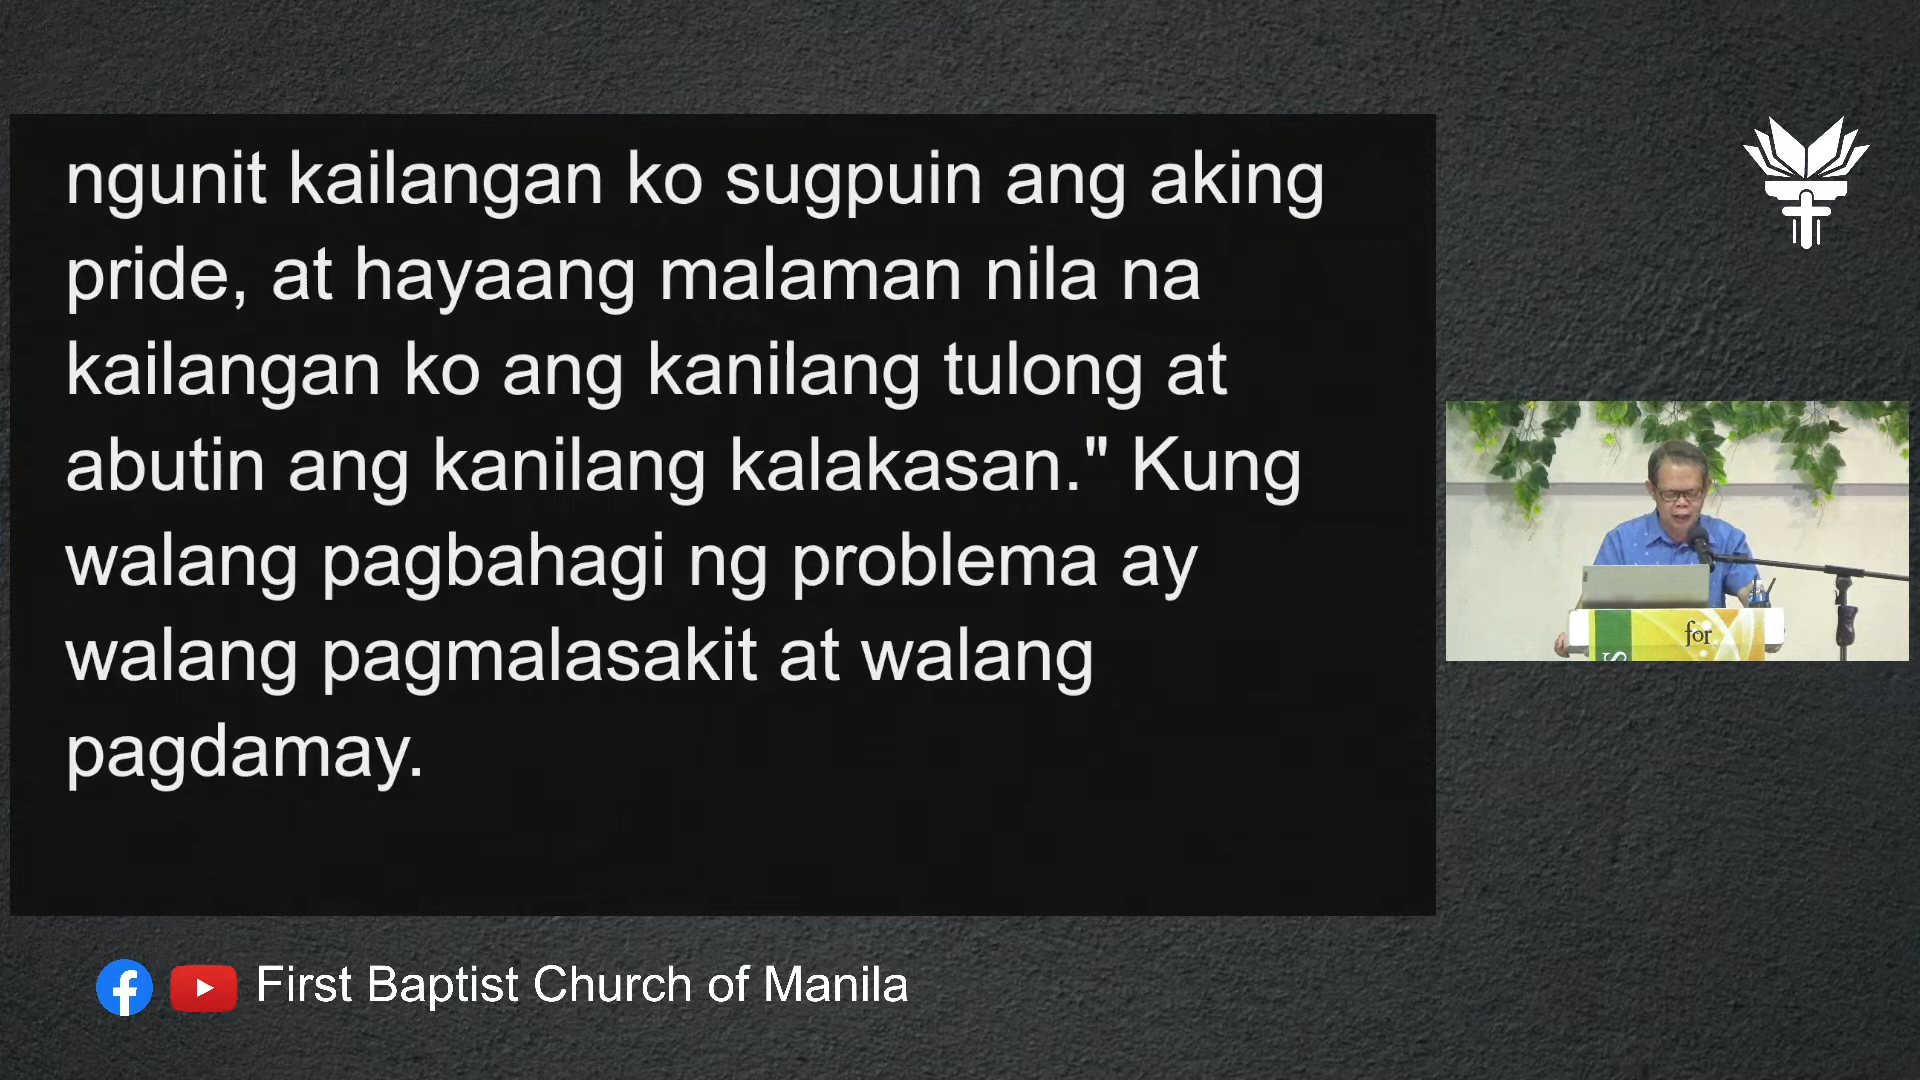 ngunit kailangan ko sugpuin ang aking
pride, at hayaang malaman nila na
kailangan ko ang kanilang tulong at
abutin ang kanilang kalakasan." Kung
walang pagbahagi ng problema ay
walang pagmalasakit at walang
pagdamay.
for
S
First Baptist Church of Manila